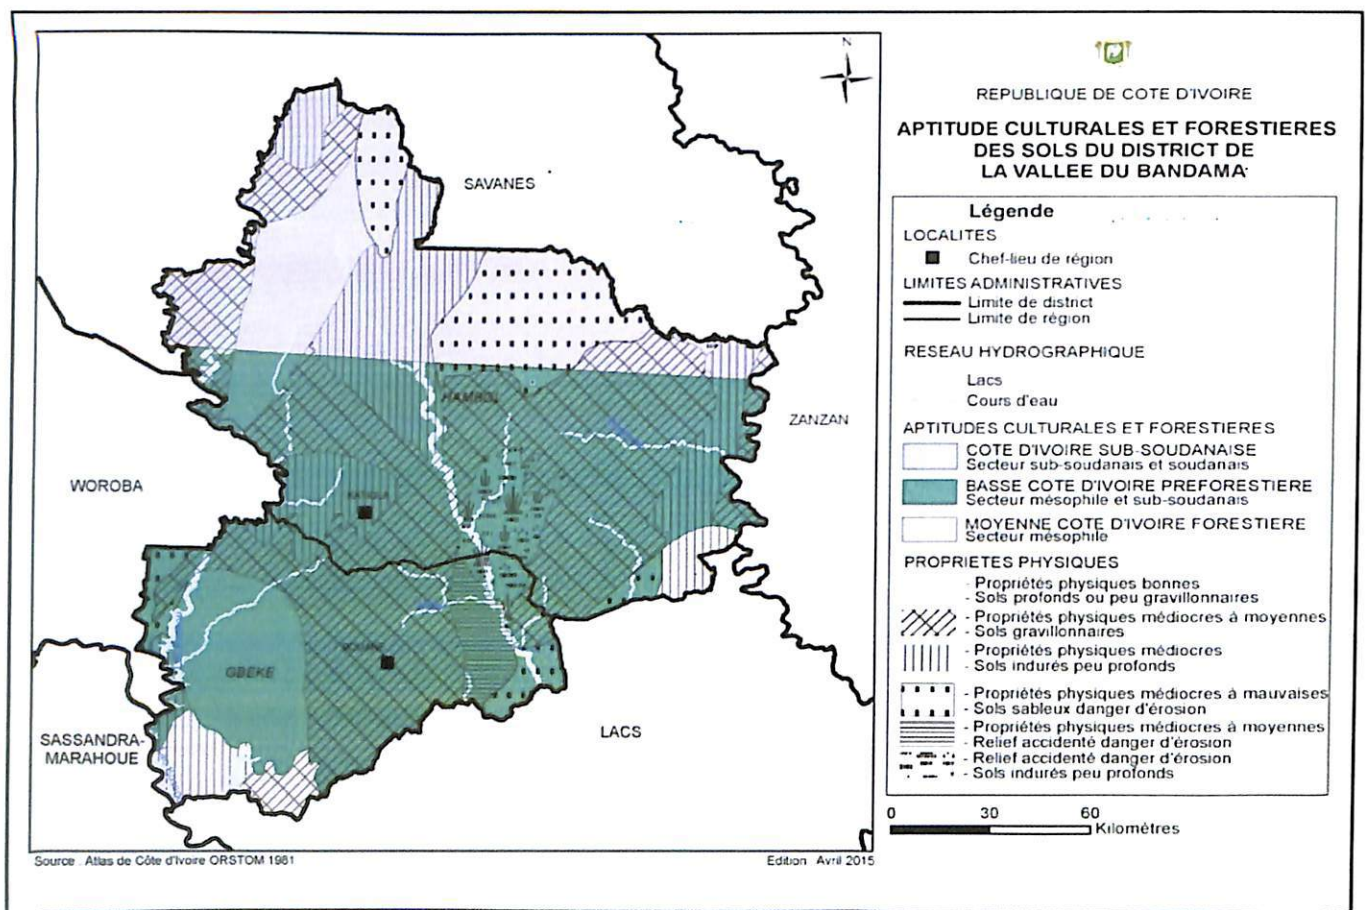 N
SAVANES
HAMBOL
ZANZAN
WOROBA
KATIOLA
GBEKE
BOUAKE
SASSANDRA-
MARAHOUE
LACS
Source : Atlas de Côte d'Ivoire ORSTOM 1981
Edition : Avril 2015
REPUBLIQUE DE COTE D'IVOIRE
APTITUDE CULTURALES ET FORESTIERES
DES SOLS DU DISTRICT DE
LA VALLEE DU BANDAMA
Légende
LOCALITES
Chef-lieu de région
LIMITES ADMINISTRATIVES
Limite de district
Limite de région
RESEAU HYDROGRAPHIQUE
Lacs
Cours d'eau
APTITUDES CULTURALES ET FORESTIERES
COTE D'IVOIRE SUB-SOUDANAISE
Secteur sub-soudanais et soudanais
BASSE COTE D'IVOIRE PREFORESTIERE
Secteur mésophile et sub-soudanais
MOYENNE COTE D'IVOIRE FORESTIERE
Secteur mésophile
PROPRIETES PHYSIQUES
- Propriétés physiques bonnes
- Sols profonds ou peu gravillonnaires
- Propriétés physiques médiocres à moyennes
- Sols gravillonnaires
- Propriétés physiques médiocres
- Sols indurés peu profonds
- Propriétés physiques médiocres à mauvaises
- Sols sableux danger d'érosion
- Propriétés physiques médiocres à moyennes
- Relief accidenté danger d'érosion
- Relief accidenté danger d'érosion
- Sols indurés peu profonds
0 30 60
Kilomètres